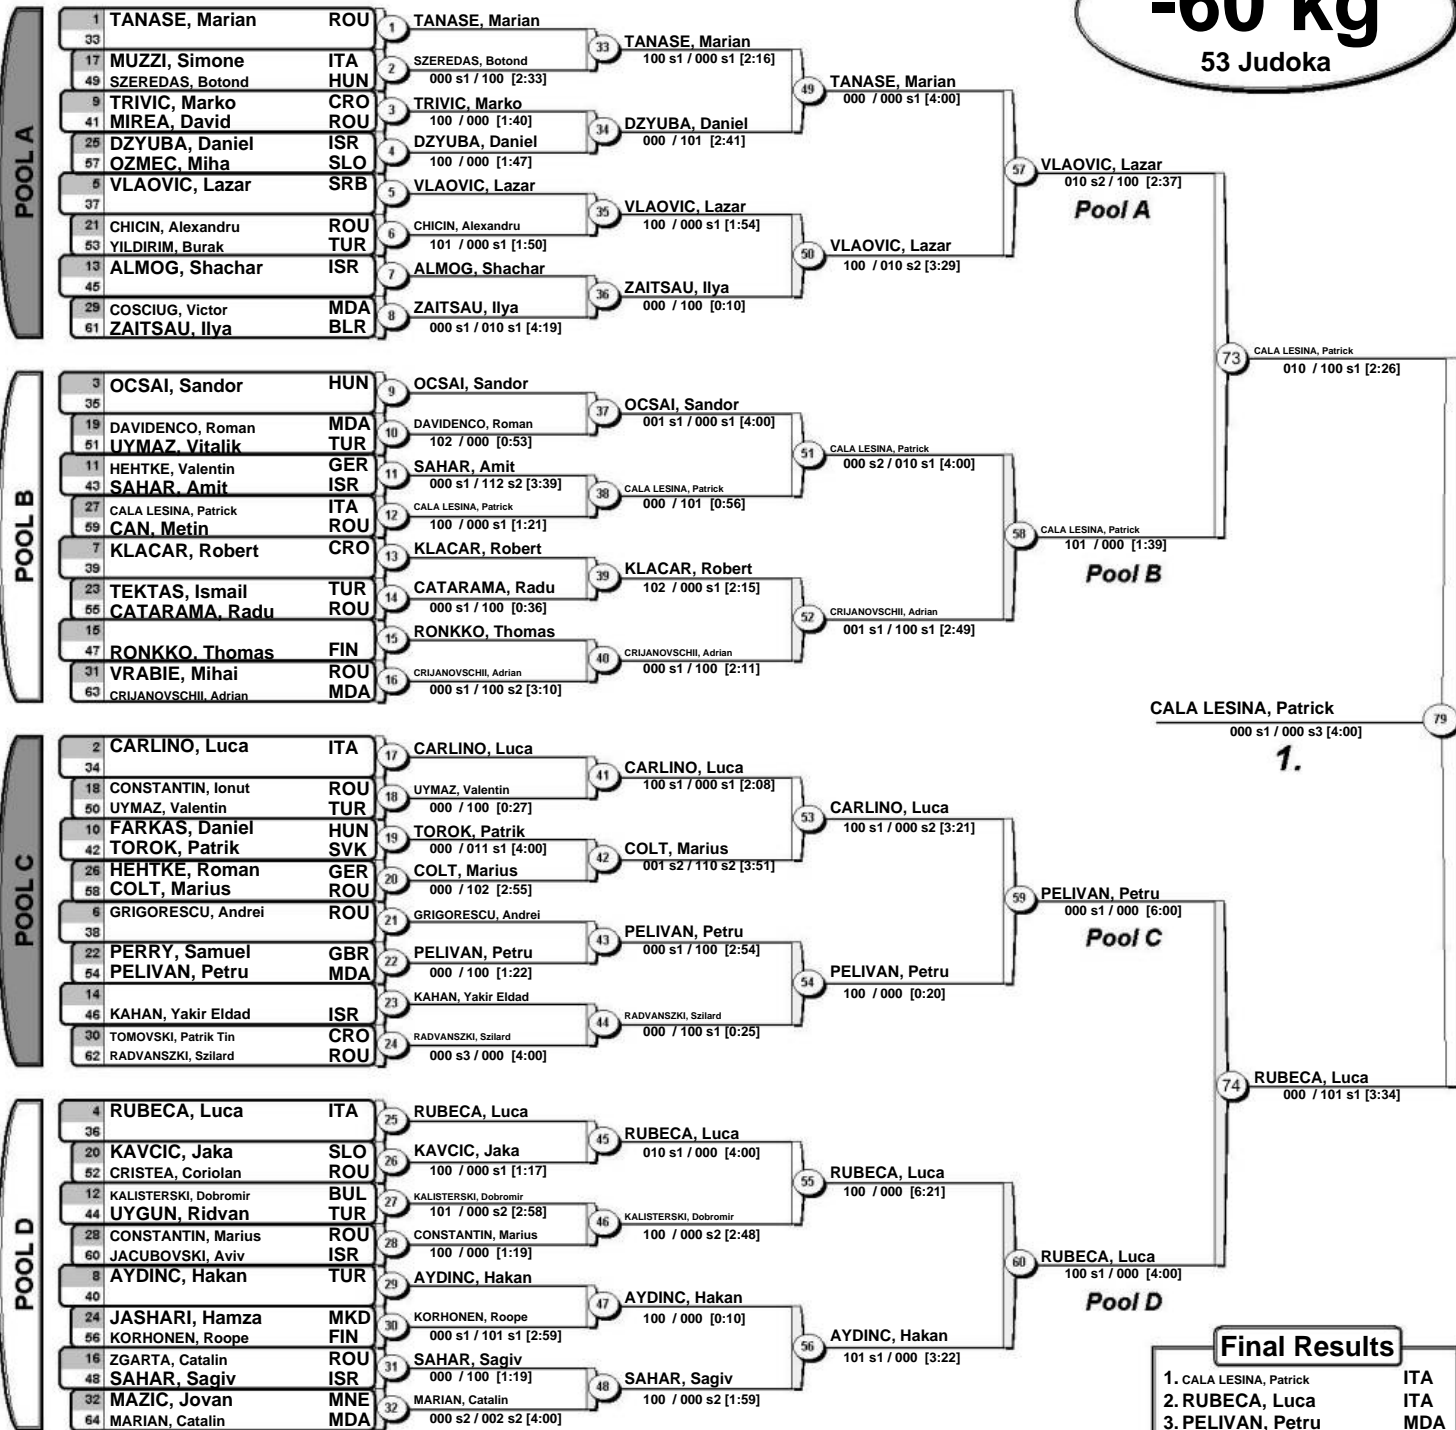 -60 kg
53 Judoka
POOL A
1 TANASE, Marian ROU
33
17 MUZZI, Simone ITA
49 SZEREDAS, Botond HUN
9 TRIVIC, Marko CRO
41 MIREA, David ROU
25 DZYUBA, Daniel ISR
57 OZMEC, Miha SLO
5 VLAOVIC, Lazar SRB
37
21 CHICIN, Alexandru ROU
53 YILDIRIM, Burak TUR
13 ALMOG, Shachar ISR
45
29 COSCIUG, Victor MDA
61 ZAITSAU, Ilya BLR
1 TANASE, Marian
2 SZEREDAS, Botond
000 s1 / 100 [2:33]
3 TRIVIC, Marko
100 / 000 [1:40]
4 DZYUBA, Daniel
100 / 000 [1:47]
5 VLAOVIC, Lazar
6 CHICIN, Alexandru
101 / 000 s1 [1:50]
7 ALMOG, Shachar
8 ZAITSAU, Ilya
000 s1 / 010 s1 [4:19]
33 TANASE, Marian
100 s1 / 000 s1 [2:16]
34 DZYUBA, Daniel
000 / 101 [2:41]
35 VLAOVIC, Lazar
100 / 000 s1 [1:54]
36 ZAITSAU, Ilya
000 / 100 [0:10]
49 TANASE, Marian
000 / 000 s1 [4:00]
50 VLAOVIC, Lazar
100 / 010 s2 [3:29]
57 VLAOVIC, Lazar
010 s2 / 100 [2:37]
Pool A
POOL B
3 OCSAI, Sandor HUN
35
19 DAVIDENCO, Roman MDA
51 UYMAZ, Vitalik TUR
11 HEHTKE, Valentin GER
43 SAHAR, Amit ISR
27 CALA LESINA, Patrick ITA
59 CAN, Metin ROU
7 KLACAR, Robert CRO
39
23 TEKTAS, Ismail TUR
55 CATARAMA, Radu ROU
15
47 RONKKO, Thomas FIN
31 VRABIE, Mihai ROU
63 CRIJANOVSCHII, Adrian MDA
9 OCSAI, Sandor
10 DAVIDENCO, Roman
102 / 000 [0:53]
11 SAHAR, Amit
000 s1 / 112 s2 [3:39]
12 CALA LESINA, Patrick
100 / 000 s1 [1:21]
13 KLACAR, Robert
14 CATARAMA, Radu
000 s1 / 100 [0:36]
15 RONKKO, Thomas
16 CRIJANOVSCHII, Adrian
000 s1 / 100 s2 [3:10]
37 OCSAI, Sandor
001 s1 / 000 s1 [4:00]
38 CALA LESINA, Patrick
000 / 101 [0:56]
39 KLACAR, Robert
102 / 000 s1 [2:15]
40 CRIJANOVSCHII, Adrian
000 s1 / 100 [2:11]
51 CALA LESINA, Patrick
000 s2 / 010 s1 [4:00]
52 CRIJANOVSCHII, Adrian
001 s1 / 100 s1 [2:49]
58 CALA LESINA, Patrick
101 / 000 [1:39]
Pool B
73 CALA LESINA, Patrick
010 / 100 s1 [2:26]
CALA LESINA, Patrick 79
000 s1 / 000 s3 [4:00]
1.
POOL C
2 CARLINO, Luca ITA
34
18 CONSTANTIN, Ionut ROU
50 UYMAZ, Valentin TUR
10 FARKAS, Daniel HUN
42 TOROK, Patrik SVK
26 HEHTKE, Roman GER
58 COLT, Marius ROU
6 GRIGORESCU, Andrei ROU
38
22 PERRY, Samuel GBR
54 PELIVAN, Petru MDA
14
46 KAHAN, Yakir Eldad ISR
30 TOMOVSKI, Patrik Tin CRO
62 RADVANSZKI, Szilard ROU
17 CARLINO, Luca
18 UYMAZ, Valentin
000 / 100 [0:27]
19 TOROK, Patrik
000 / 011 s1 [4:00]
20 COLT, Marius
000 / 102 [2:55]
21 GRIGORESCU, Andrei
22 PELIVAN, Petru
000 / 100 [1:22]
23 KAHAN, Yakir Eldad
24 RADVANSZKI, Szilard
000 s3 / 000 [4:00]
41 CARLINO, Luca
100 s1 / 000 s1 [2:08]
42 COLT, Marius
001 s2 / 110 s2 [3:51]
43 PELIVAN, Petru
000 s1 / 100 [2:54]
44 RADVANSZKI, Szilard
000 / 100 s1 [0:25]
53 CARLINO, Luca
100 s1 / 000 s2 [3:21]
54 PELIVAN, Petru
100 / 000 [0:20]
59 PELIVAN, Petru
000 s1 / 000 [6:00]
Pool C
POOL D
4 RUBECA, Luca ITA
36
20 KAVCIC, Jaka SLO
52 CRISTEA, Coriolan ROU
12 KALISTERSKI, Dobromir BUL
44 UYGUN, Ridvan TUR
28 CONSTANTIN, Marius ROU
60 JACUBOVSKI, Aviv ISR
8 AYDINC, Hakan TUR
40
24 JASHARI, Hamza MKD
56 KORHONEN, Roope FIN
16 ZGARTA, Catalin ROU
48 SAHAR, Sagiv ISR
32 MAZIC, Jovan MNE
64 MARIAN, Catalin MDA
25 RUBECA, Luca
26 KAVCIC, Jaka
100 / 000 s1 [1:17]
27 KALISTERSKI, Dobromir
101 / 000 s2 [2:58]
28 CONSTANTIN, Marius
100 / 000 [1:19]
29 AYDINC, Hakan
30 KORHONEN, Roope
000 s1 / 101 s1 [2:59]
31 SAHAR, Sagiv
000 / 100 [1:19]
32 MARIAN, Catalin
000 s2 / 002 s2 [4:00]
45 RUBECA, Luca
010 s1 / 000 [4:00]
46 KALISTERSKI, Dobromir
100 / 000 s2 [2:48]
47 AYDINC, Hakan
100 / 000 [0:10]
48 SAHAR, Sagiv
100 / 000 s2 [1:59]
55 RUBECA, Luca
100 / 000 [6:21]
56 AYDINC, Hakan
101 s1 / 000 [3:22]
60 RUBECA, Luca
100 s1 / 000 [4:00]
Pool D
74 RUBECA, Luca
000 / 101 s1 [3:34]
Final Results
1. CALA LESINA, Patrick ITA
2. RUBECA, Luca ITA
3. PELIVAN, Petru MDA